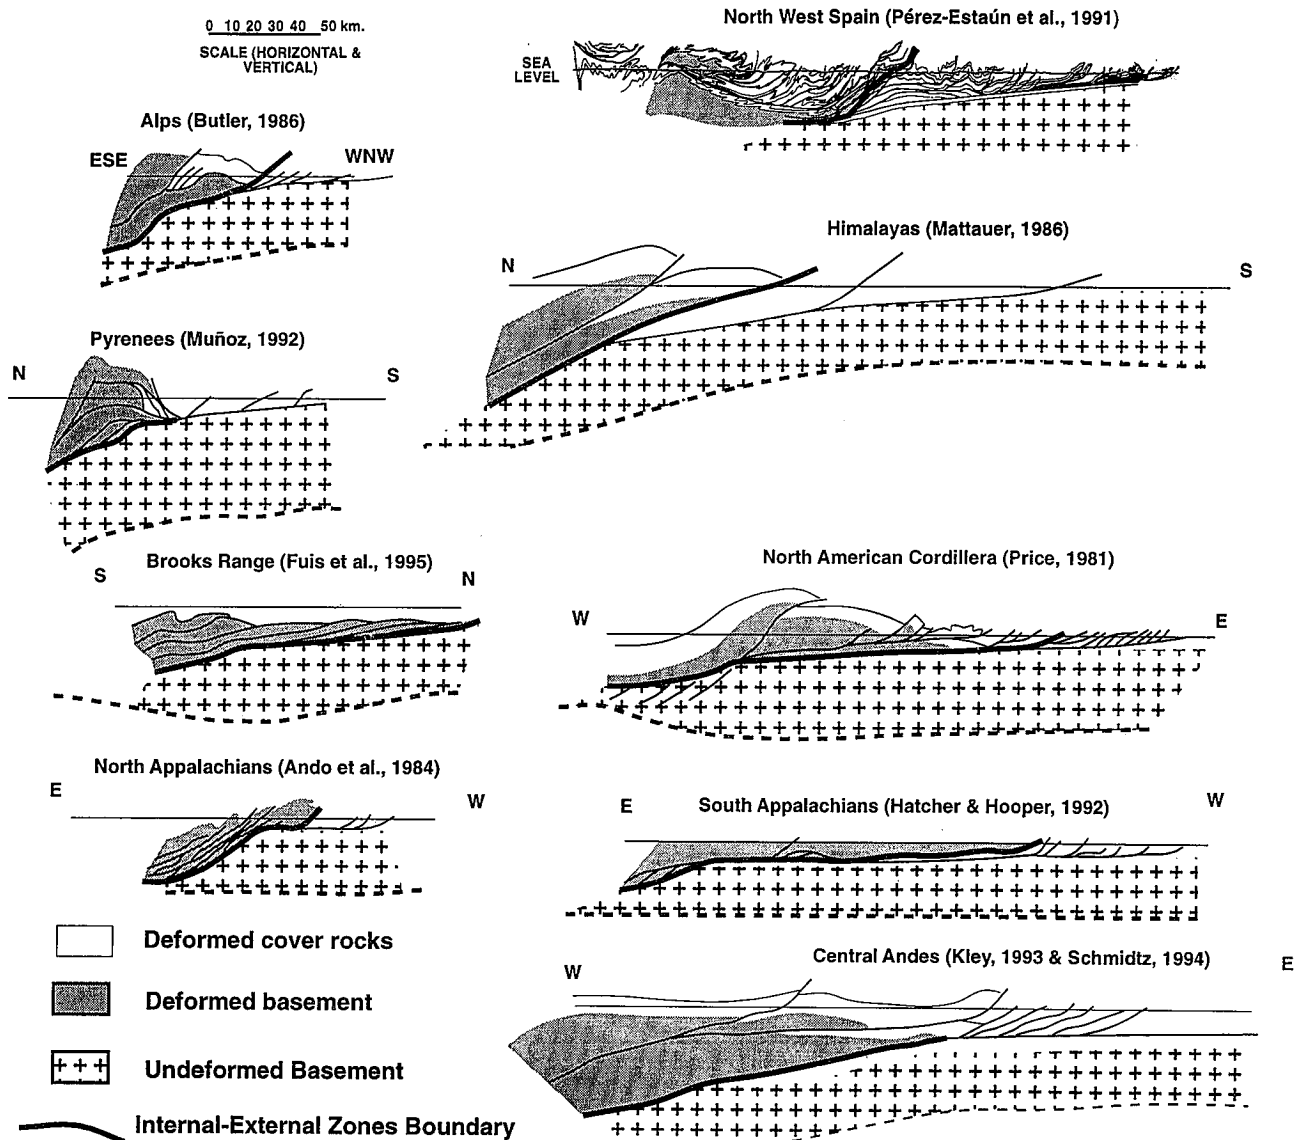 0 10 20 30 40 50 km.
SCALE (HORIZONTAL &
VERTICAL)
North West Spain (Pérez-Estaún et al., 1991)
SEA
LEVEL
Alps (Butler, 1986)
ESE
WNW
Himalayas (Mattauer, 1986)
N
S
Pyrenees (Muñoz, 1992)
N
S
Brooks Range (Fuis et al., 1995)
S
N
North American Cordillera (Price, 1981)
W
E
North Appalachians (Ando et al., 1984)
E
W
South Appalachians (Hatcher & Hooper, 1992)
E
W
Deformed cover rocks
Deformed basement
Undeformed Basement
Internal-External Zones Boundary
Central Andes (Kley, 1993 & Schmidtz, 1994)
W
E